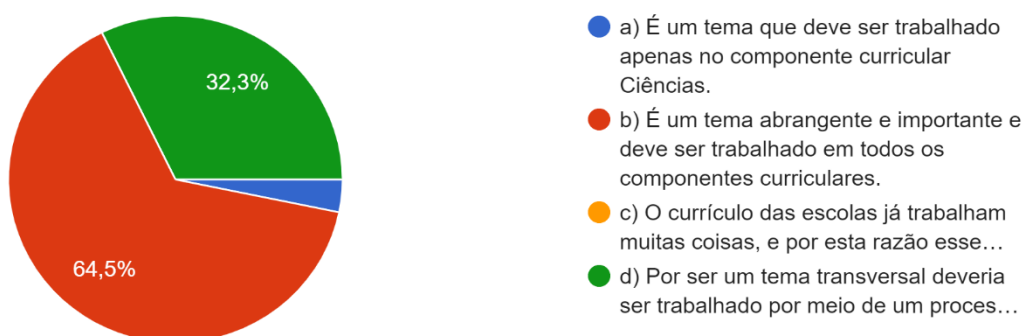 32,3%
64,5%
a) É um tema que deve ser trabalhado
apenas no componente curricular
Ciências.
b) É um tema abrangente e importante e
deve ser trabalhado em todos os
componentes curriculares.
c) O currículo das escolas já trabalham
muitas coisas, e por esta razão esse…
d) Por ser um tema transversal deveria
ser trabalhado por meio de um proces…